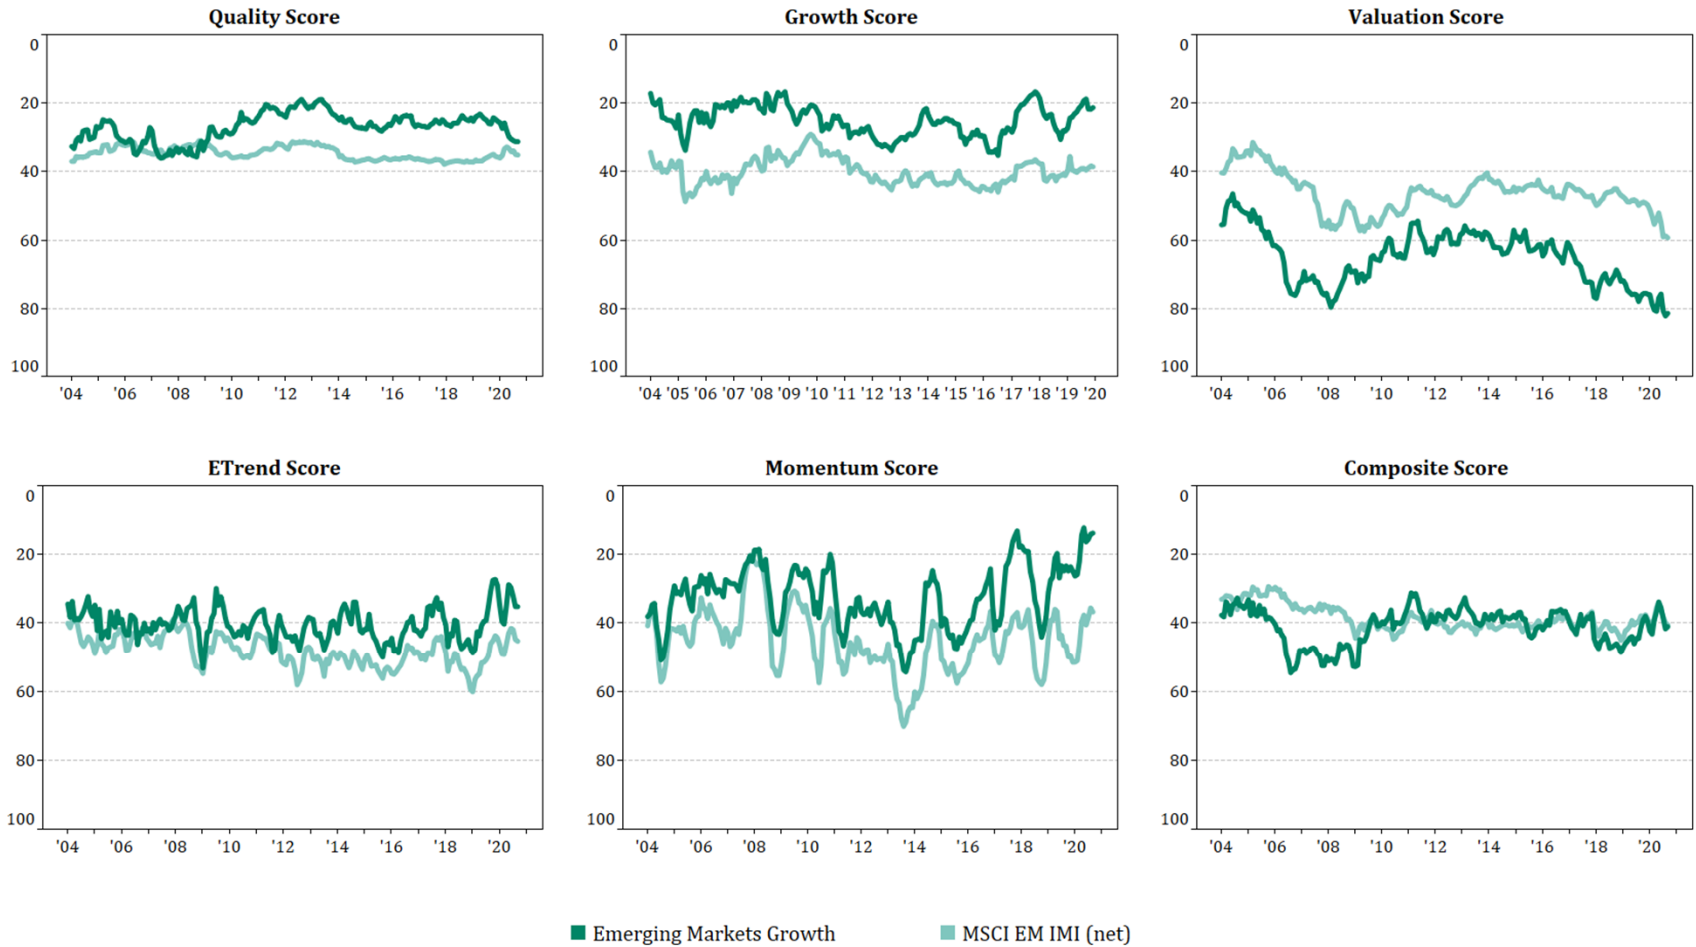 Quality Score
0
20
40
60
80
100
'04 '06 '08 '10 '12 '14 '16 '18 '20
Growth Score
0
20
40
60
80
100
'04 '05 '06 '07 '08 '09 '10 '11 '12 '13 '14 '15 '16 '17 '18 '19 '20
Valuation Score
0
20
40
60
80
100
'04 '06 '08 '10 '12 '14 '16 '18 '20
ETrend Score
0
20
40
60
80
100
'04 '06 '08 '10 '12 '14 '16 '18 '20
Momentum Score
0
20
40
60
80
100
'04 '06 '08 '10 '12 '14 '16 '18 '20
Composite Score
0
20
40
60
80
100
'04 '06 '08 '10 '12 '14 '16 '18 '20
Emerging Markets Growth
MSCI EM IMI (net)